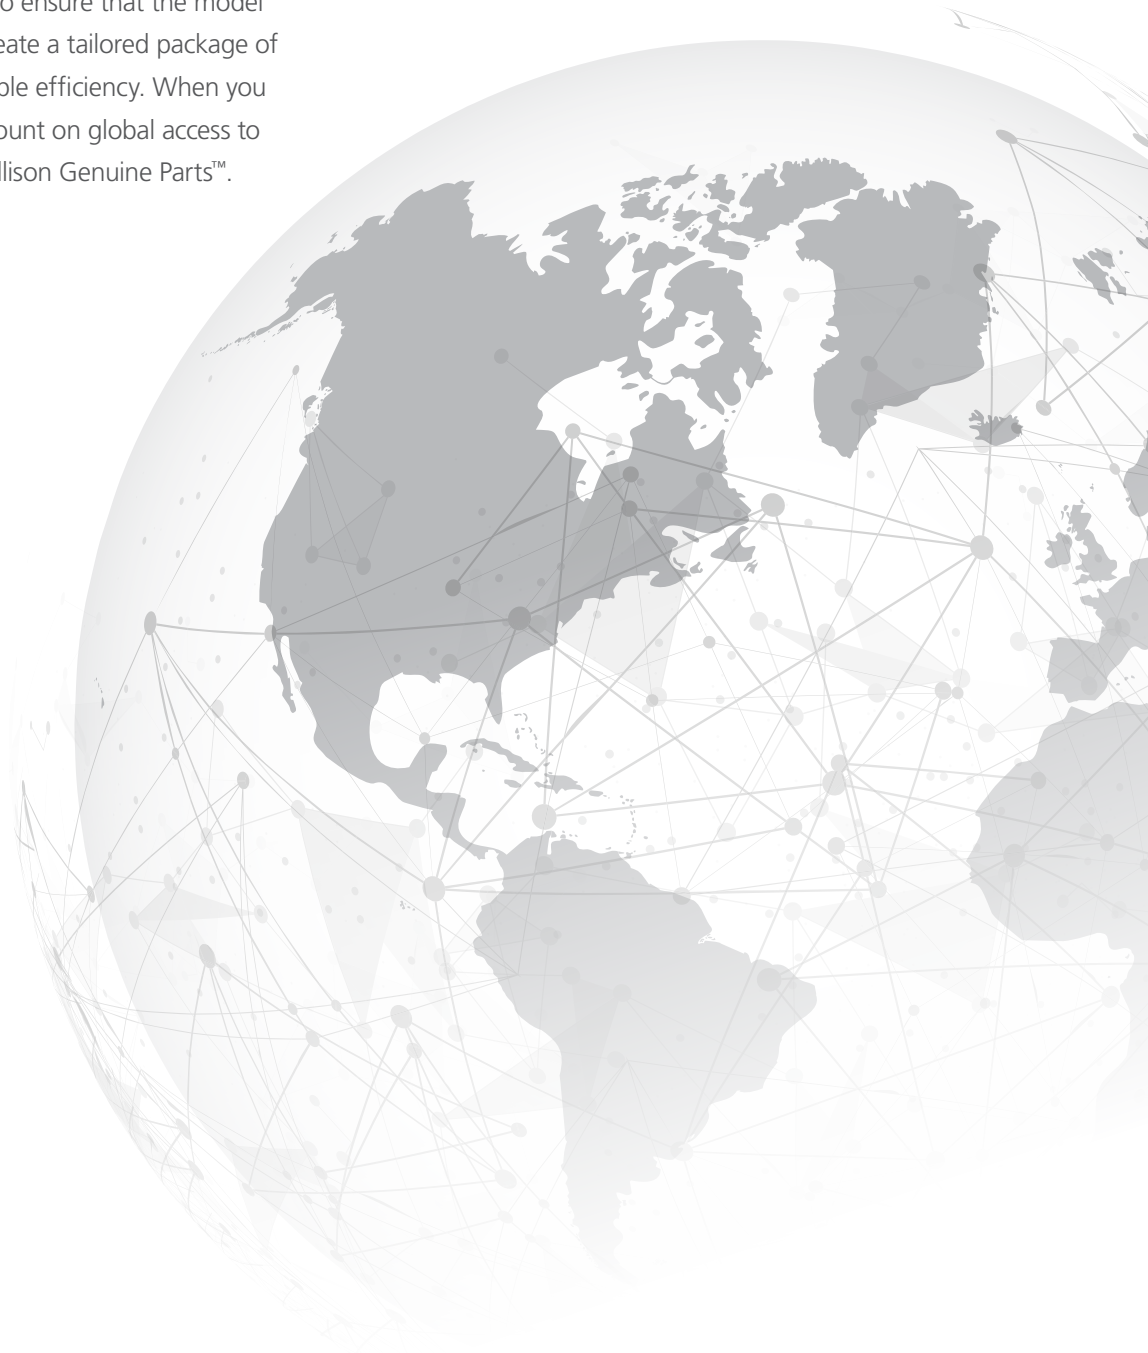 o ensure that the model
eate a tailored package of
ble efficiency. When you
ount on global access to
llison Genuine Parts™.